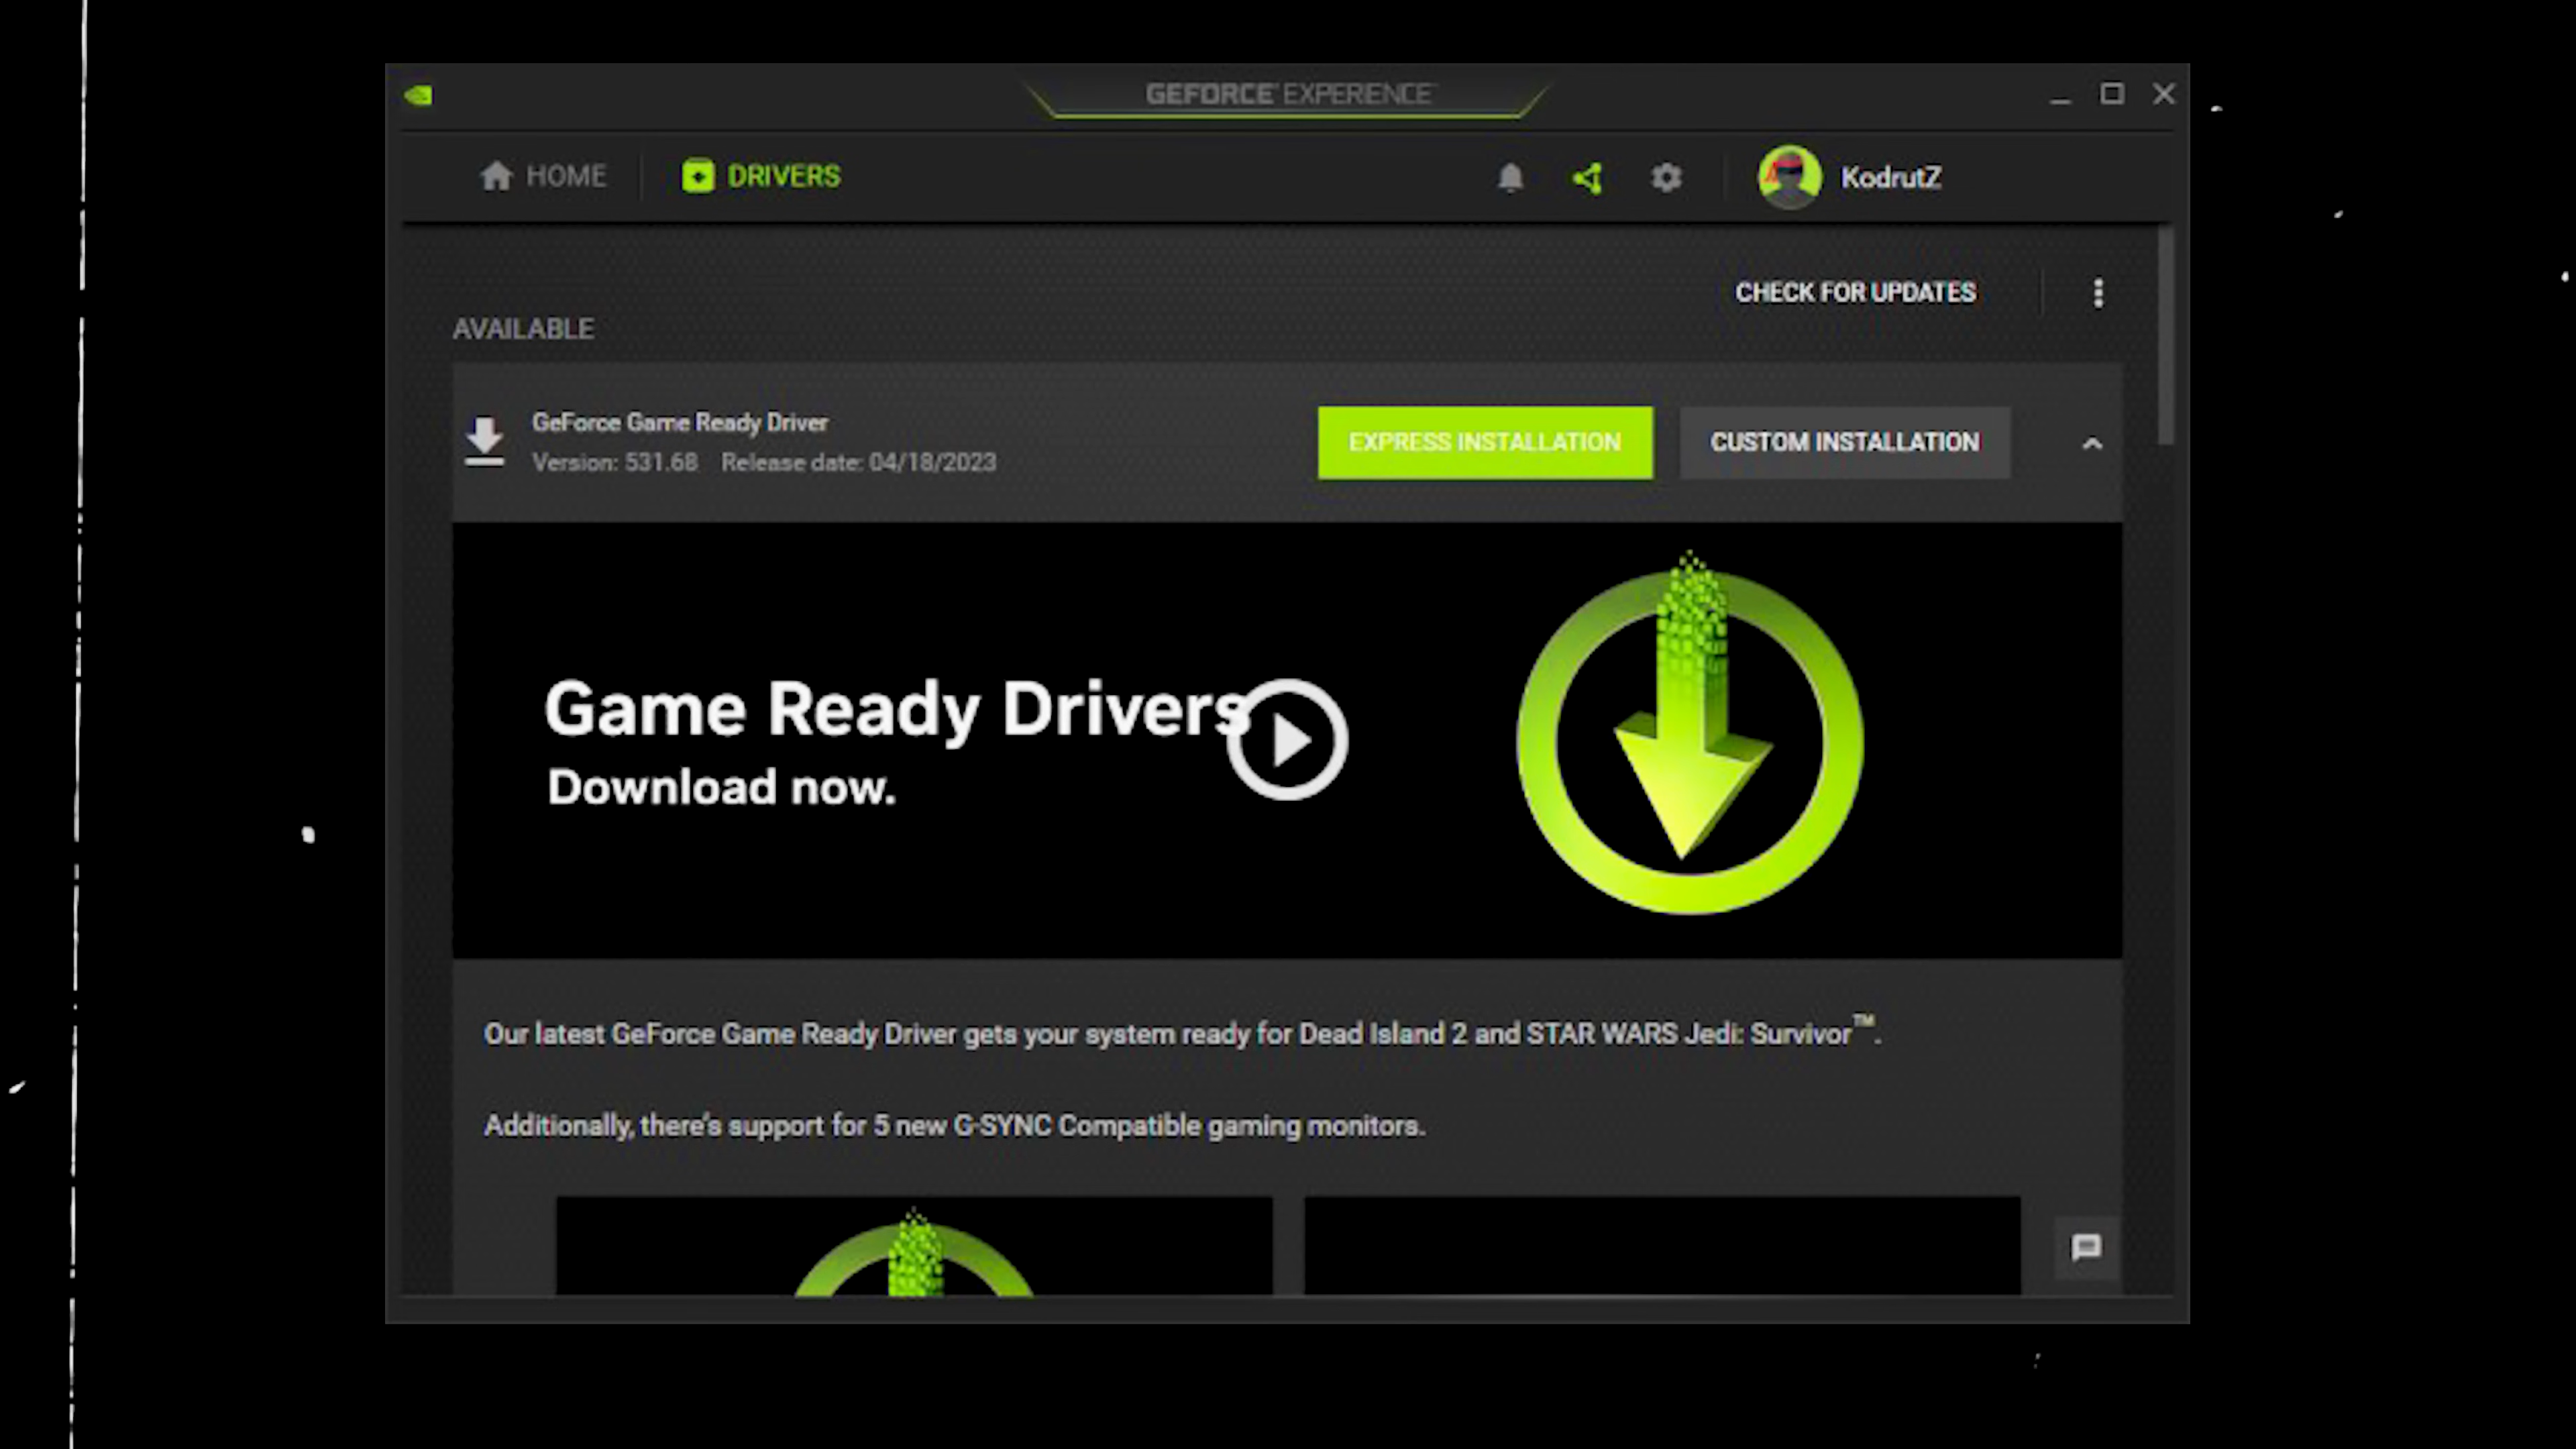 GEFORCE EXPERIENCE
HOME
DRIVERS
KodrutZ
CHECK FOR UPDATES
AVAILABLE
GeForce Game Ready Driver
Version: 531.68 Release date: 04/18/2023
EXPRESS INSTALLATION
CUSTOM INSTALLATION
Game Ready Drivers
Download now.
Our latest GeForce Game Ready Driver gets your system ready for Dead Island 2 and STAR WARS Jedi: Survivor™.
Additionally, there's support for 5 new G-SYNC Compatible gaming monitors.